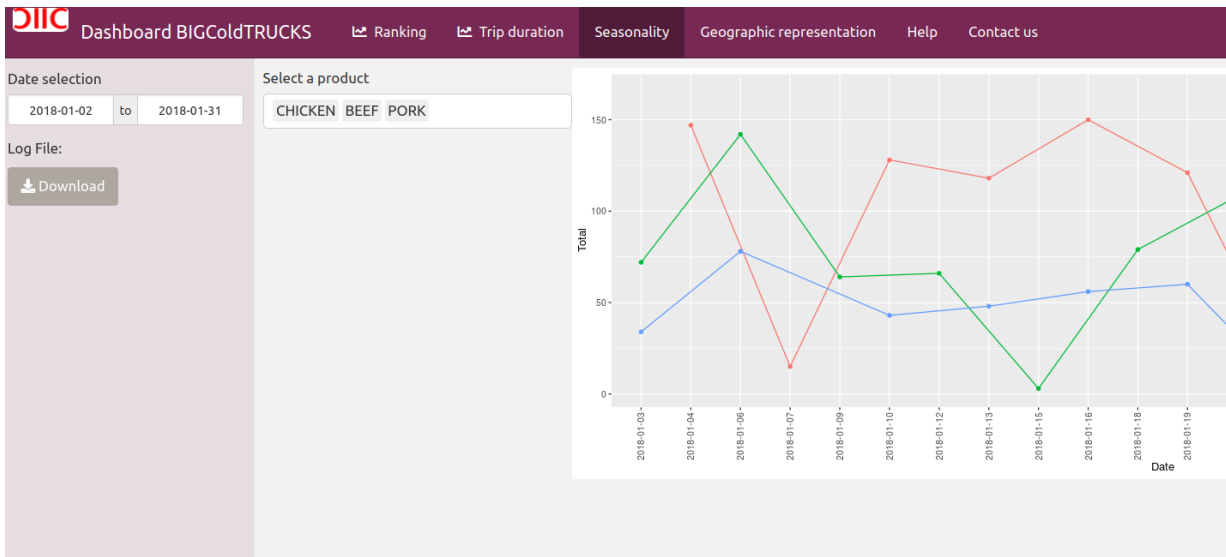 Dashboard BIGColdTRUCKS
Ranking
Trip duration
Seasonality
Geographic representation
Help
Contact us
Date selection
2018-01-02 to 2018-01-31
Log File:
Download
Select a product
CHICKEN BEEF PORK
Total
150
100
50
0
2018-01-03
2018-01-04
2018-01-06
2018-01-07
2018-01-09
2018-01-10
2018-01-12
2018-01-13
2018-01-15
2018-01-16
2018-01-18
2018-01-19
Date